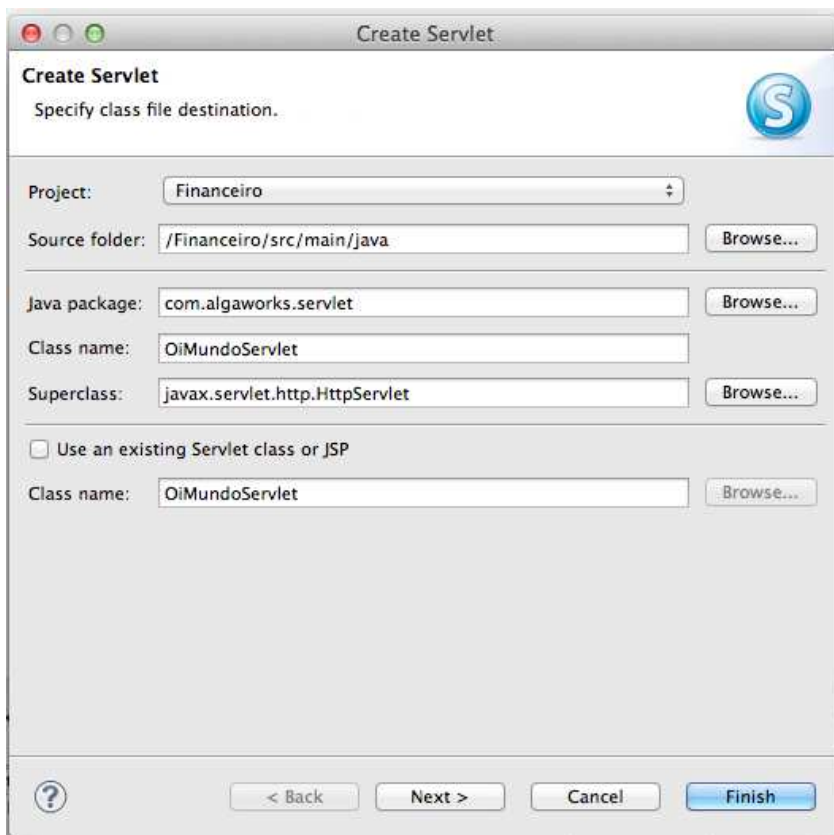 Create Servlet
Create Servlet
Specify class file destination.
S
Project: Financeiro
Source folder: /Financeiro/src/main/java Browse...
Java package: com.algaworks.servlet Browse...
Class name: OiMundoServlet
Superclass: javax.servlet.http.HttpServlet Browse...
Use an existing Servlet class or JSP
Class name: OiMundoServlet Browse...
? < Back Next > Cancel Finish